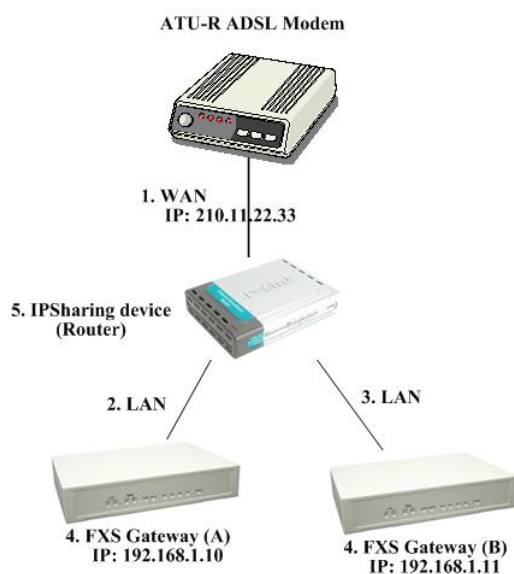 ATU-R ADSL Modem
1. WAN
IP: 210.11.22.33
D-Link
5. IPSharing device
(Router)
2. LAN
3. LAN
4. FXS Gateway (A)
IP: 192.168.1.10
4. FXS Gateway (B)
IP: 192.168.1.11